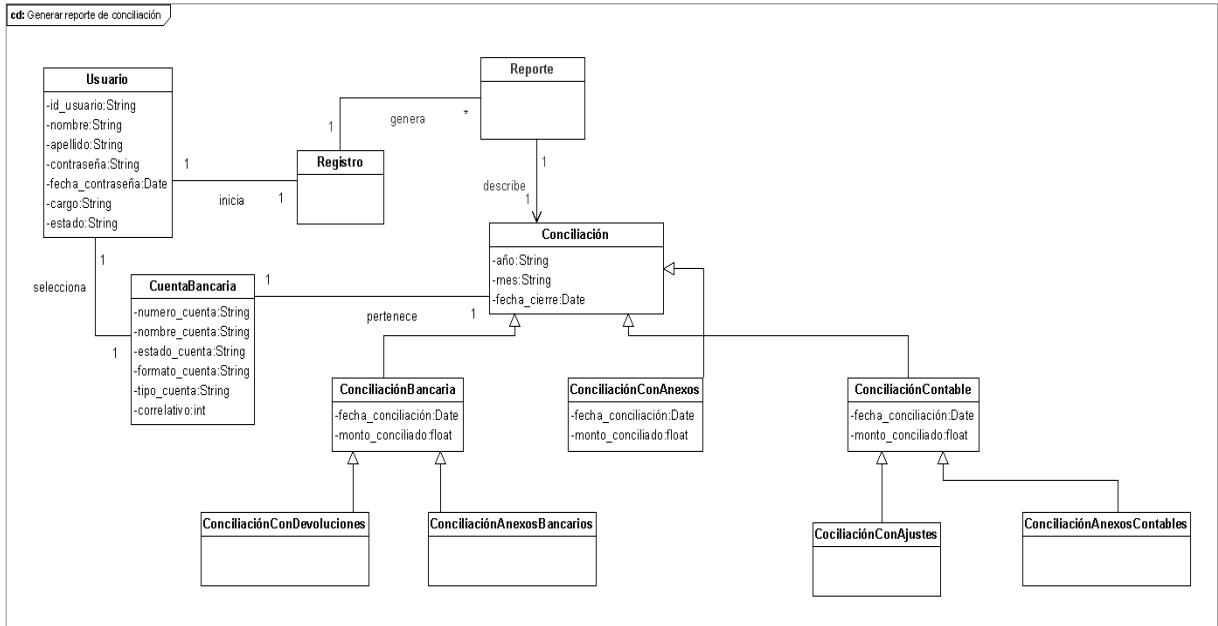 cd: Generar reporte de conciliación
Usuario
-id_usuario:String
-nombre:String
-apellido:String
-contraseña:String
-fecha_contraseña:Date
-cargo:String
-estado:String
1
inicia
1
Registro
1
genera
*
Reporte
1
describe
1
Conciliación
-año:String
-mes:String
-fecha_cierre:Date
1
selecciona
1
CuentaBancaria
-numero_cuenta:String
-nombre_cuenta:String
-estado_cuenta:String
-formato_cuenta:String
-tipo_cuenta:String
-correlativo:int
1
pertenece
1
ConciliaciónBancaria
-fecha_conciliación:Date
-monto_conciliado:float
ConciliaciónConAnexos
-fecha_conciliación:Date
-monto_conciliado:float
ConciliaciónContable
-fecha_conciliación:Date
-monto_conciliado:float
ConciliaciónConDevoluciones
ConciliaciónAnexosBancarios
CociliaciónConAjustes
ConciliaciónAnexosContables